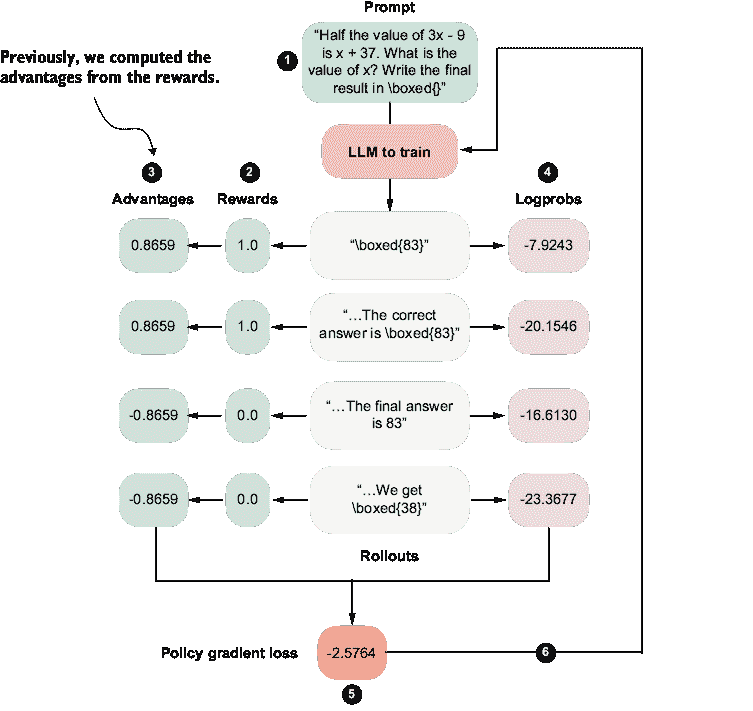 Prompt
“Half the value of 3x - 9
is x + 37. What is the
value of x? Write the final
result in \boxed{}”
1
Previously, we computed the
advantages from the rewards.
LLM to train
3
2
4
Advantages
Rewards
Logprobs
0.8659
1.0
“\boxed{83}”
-7.9243
0.8659
1.0
“…The correct
answer is \boxed{83}”
-20.1546
-0.8659
0.0
“…The final answer
is 83”
-16.6130
-0.8659
0.0
“…We get
\boxed{38}”
-23.3677
Rollouts
Policy gradient loss
-2.5764
6
5